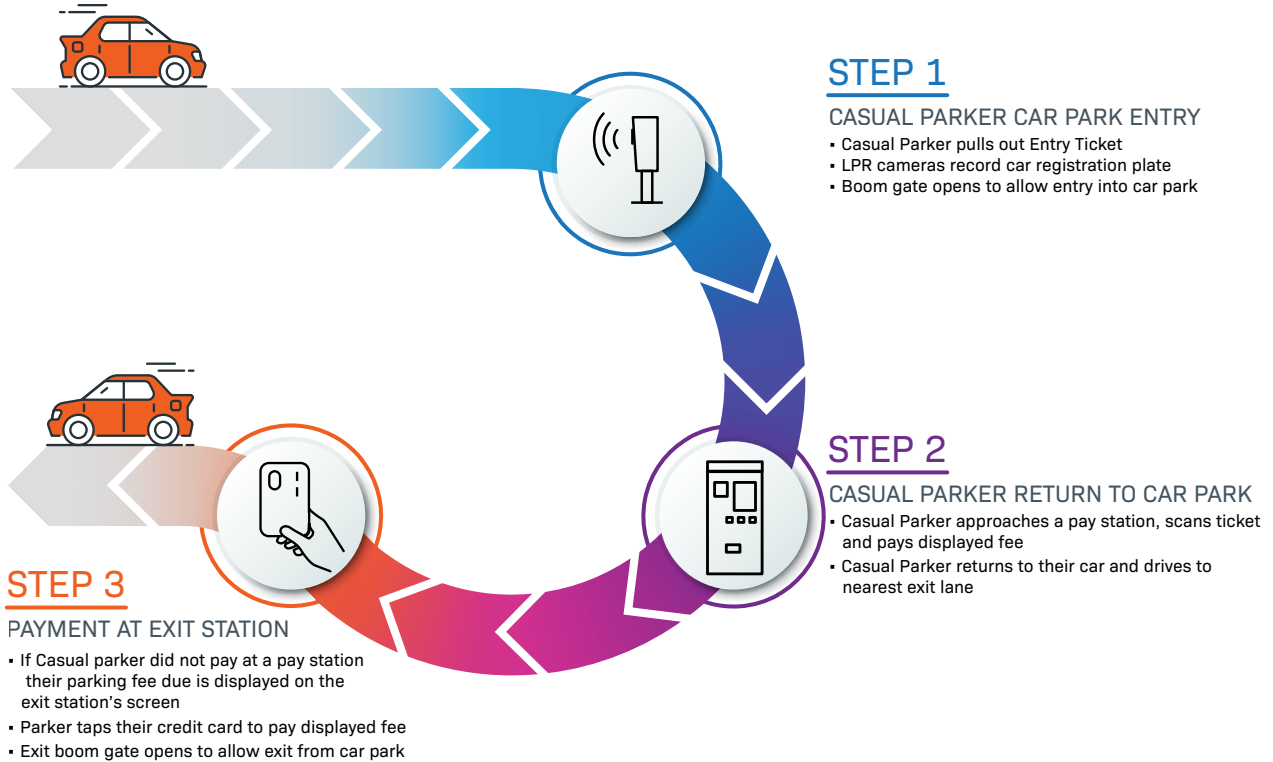 STEP 1
CASUAL PARKER CAR PARK ENTRY
▪ Casual Parker pulls out Entry Ticket
▪ LPR cameras record car registration plate
▪ Boom gate opens to allow entry into car park
STEP 2
CASUAL PARKER RETURN TO CAR PARK
▪ Casual Parker approaches a pay station, scans ticket
and pays displayed fee
▪ Casual Parker returns to their car and drives to
nearest exit lane
STEP 3
PAYMENT AT EXIT STATION
▪ If Casual parker did not pay at a pay station
their parking fee due is displayed on the
exit station's screen
▪ Parker taps their credit card to pay displayed fee
▪ Exit boom gate opens to allow exit from car park